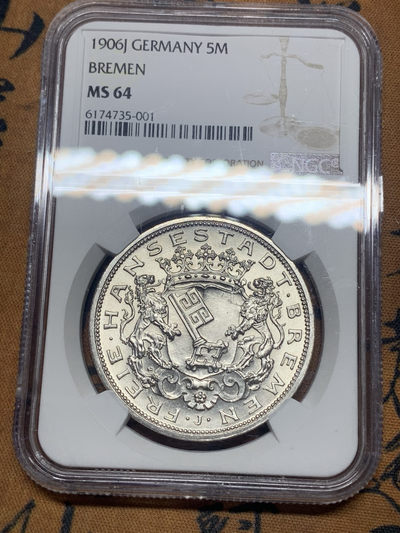 1906J GERMANY 5M
BREMEN
MS 64
6174735-001
NGC
FREIE·HANSESTADT·BREMEN·
J